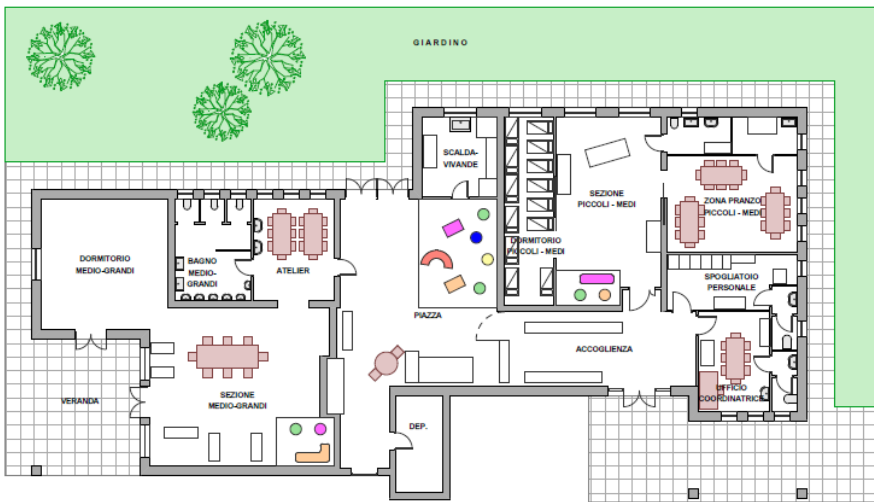 GIARDINO
SCALDA-
VIVANDE
SEZIONE
PICCOLI - MEDI
ZONA PRANZO
PICCOLI - MEDI
DORMITORIO
PICCOLI - MEDI
DORMITORIO
MEDIO-GRANDI
BAGNO
MEDIO-
GRANDI
ATELIER
SPOGLIATOIO
PERSONALE
PIAZZA
ACCOGLIENZA
UFFICIO
COORDINATRICE
VERANDA
SEZIONE
MEDIO-GRANDI
DEP.